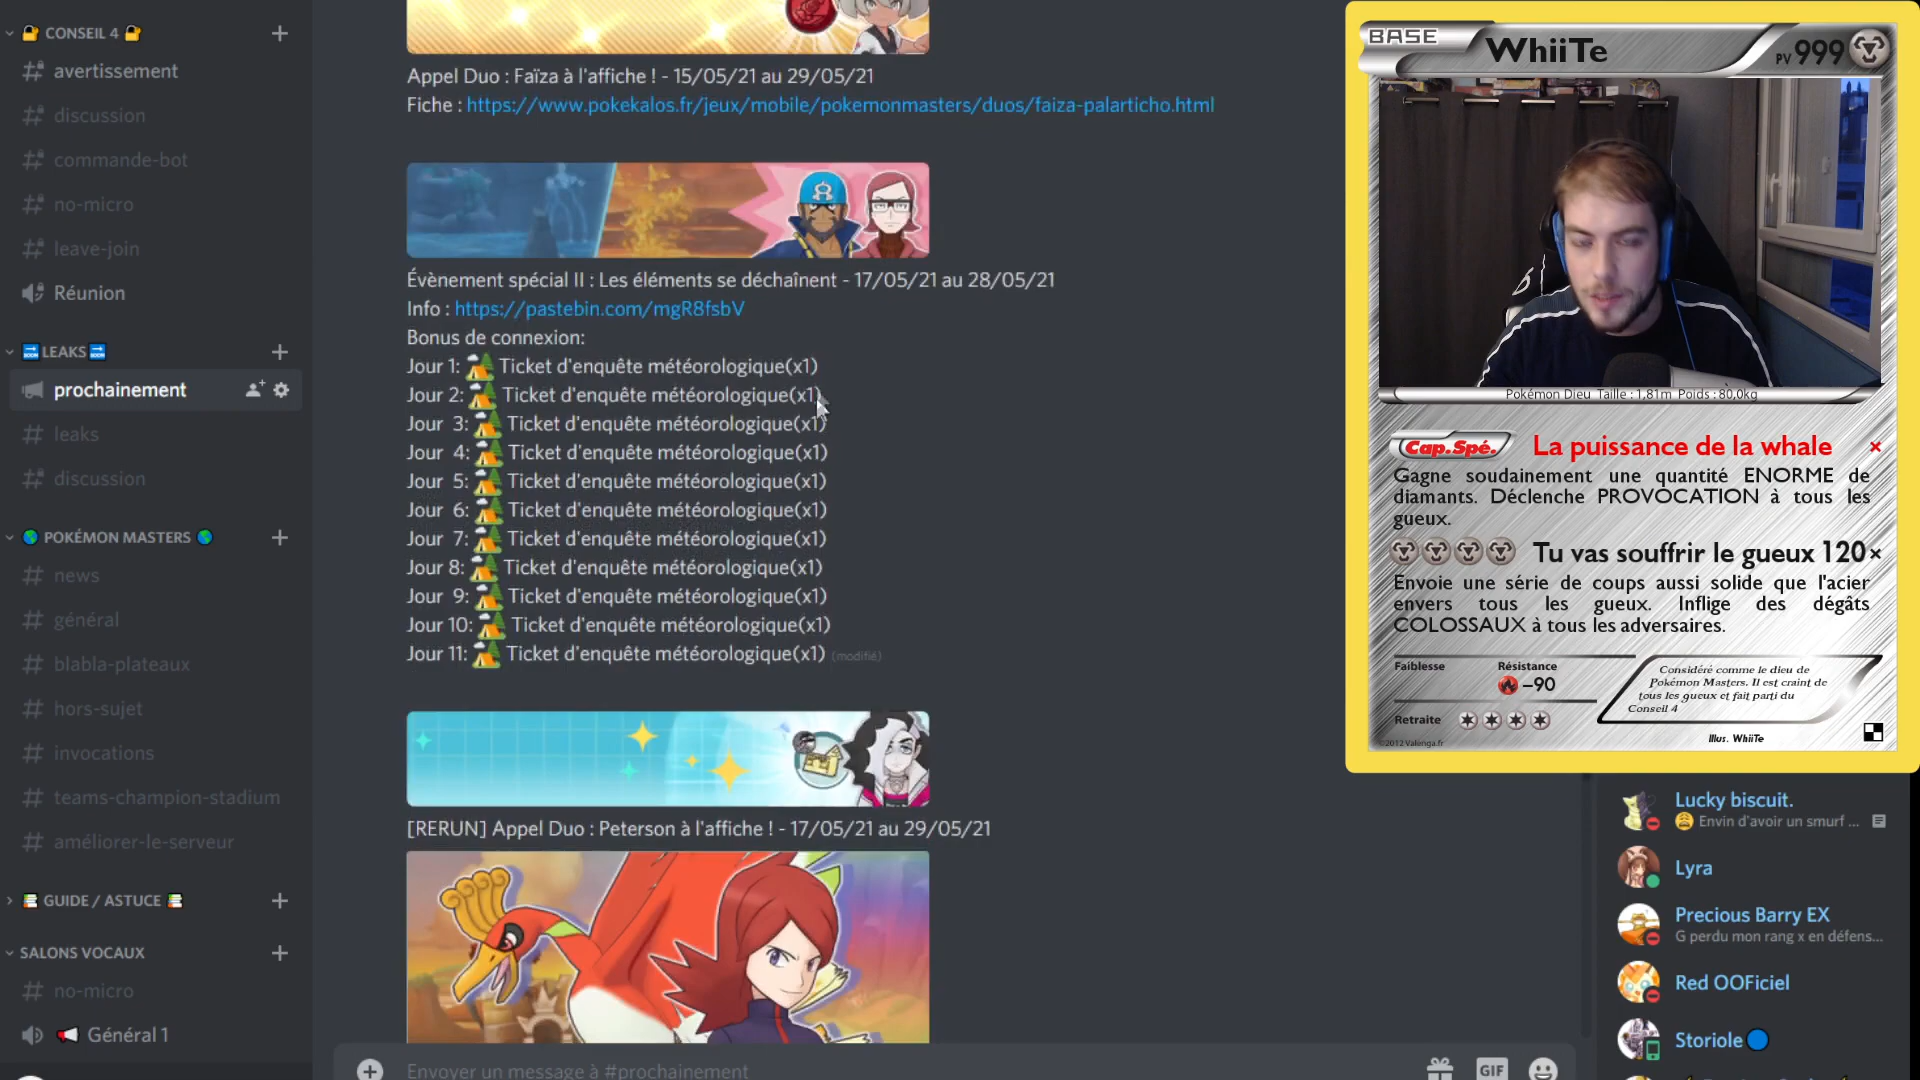 CONSEIL 4
avertissement
discussion
commande-bot
no-micro
leave-join
Réunion
LEAKS
prochainement
leaks
discussion
POKÉMON MASTERS
news
général
blabla-plateaux
hors-sujet
invocations
teams-champion-stadium
améliorer-le-serveur
GUIDE / ASTUCE
SALONS VOCAUX
no-micro
Général 1
Appel Duo : Faïza à l'affiche ! - 15/05/21 au 29/05/21
Fiche : https://www.pokekalos.fr/jeux/mobile/pokemonmasters/duos/faiza-palarticho.html
Évènement spécial II : Les éléments se déchaînent - 17/05/21 au 28/05/21
Info : https://pastebin.com/mgR8fsbV
Bonus de connexion:
Jour 1: Ticket d'enquête météorologique(x1)
Jour 2: Ticket d'enquête météorologique(x1)
Jour 3: Ticket d'enquête météorologique(x1)
Jour 4: Ticket d'enquête météorologique(x1)
Jour 5: Ticket d'enquête météorologique(x1)
Jour 6: Ticket d'enquête météorologique(x1)
Jour 7: Ticket d'enquête météorologique(x1)
Jour 8: Ticket d'enquête météorologique(x1)
Jour 9: Ticket d'enquête météorologique(x1)
Jour 10: Ticket d'enquête météorologique(x1)
Jour 11: Ticket d'enquête météorologique(x1) (modifié)
[RERUN] Appel Duo : Peterson à l'affiche ! - 17/05/21 au 29/05/21
Envoyer un message à #prochainement
GIF
BASE
WhiiTe
PV 999
Pokémon Dieu Taille : 1,81m Poids : 80,0kg
Cap.Spé. La puissance de la whale ×
Gagne soudainement une quantité ENORME de
diamants. Déclenche PROVOCATION à tous les
gueux.
Tu vas souffrir le gueux 120×
Envoie une série de coups aussi solide que l'acier
envers tous les gueux. Inflige des dégâts
COLOSSAUX à tous les adversaires.
Faiblesse
Résistance
-90
Retraite
Considéré comme le dieu de
Pokémon Masters. Il est craint de
tous les gueux et fait parti du
Conseil 4
©2012 Valenga.fr
Illus. WhiiTe
Lucky biscuit.
Envin d'avoir un smurf ...
Lyra
Precious Barry EX
G perdu mon rang x en défens...
Red OOFiciel
Storiole